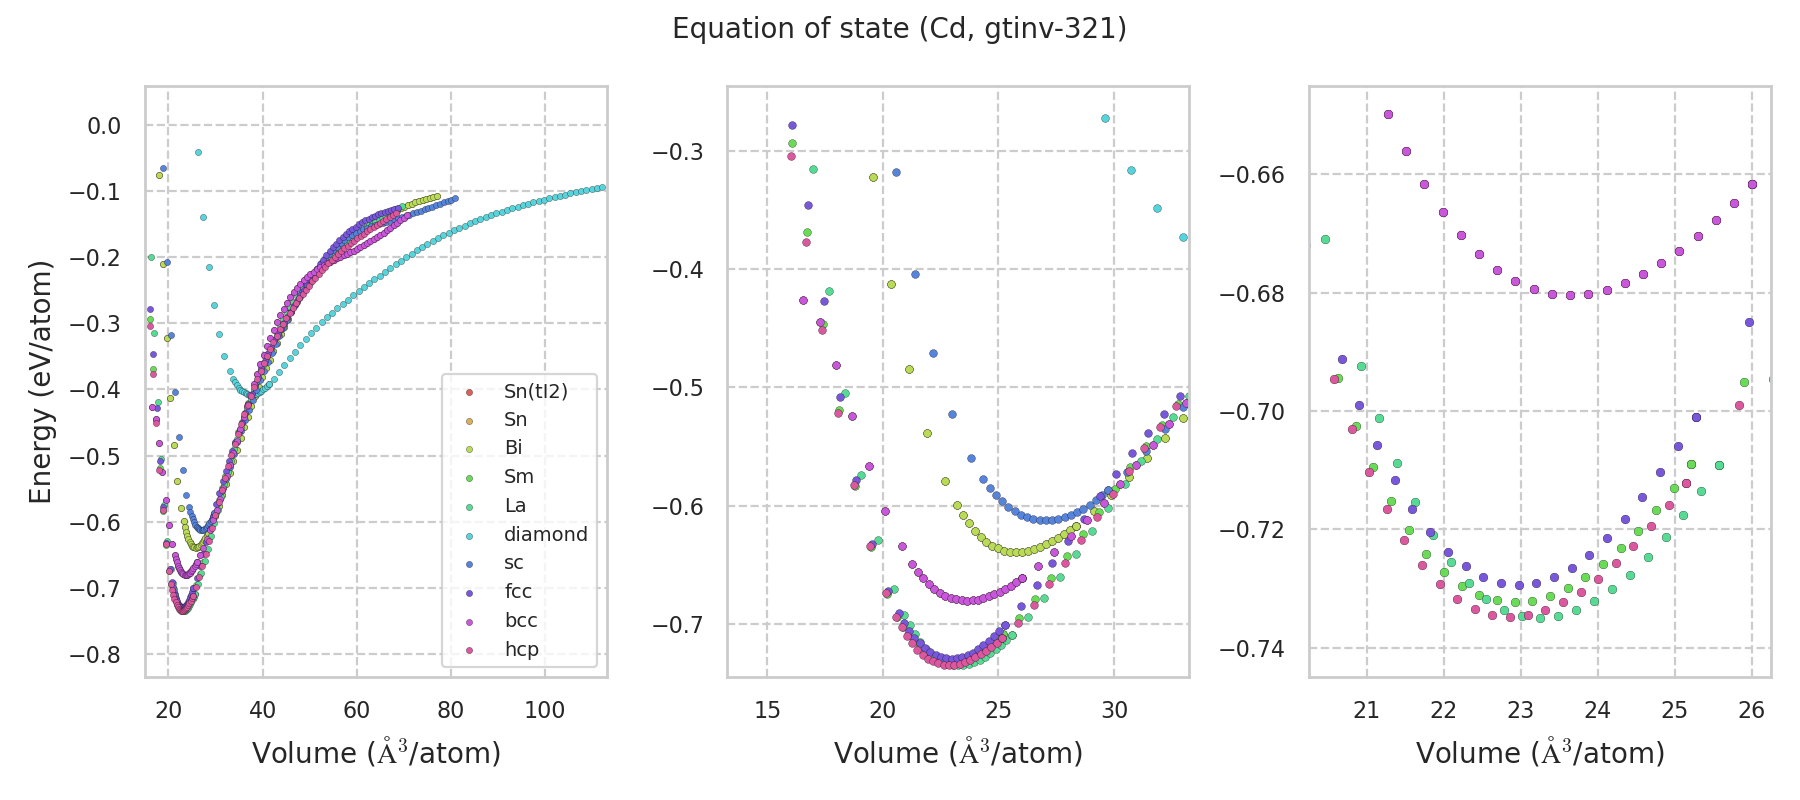 Equation of state (Cd, gtinv-321)
Energy (eV/atom)
0.0
−0.1
−0.2
−0.3
−0.4
−0.5
−0.6
−0.7
−0.8
20 40 60 80 100
Volume (Å³/atom)
Sn(tI2)
Sn
Bi
Sm
La
diamond
sc
fcc
bcc
hcp
−0.3
−0.4
−0.5
−0.6
−0.7
15 20 25 30
Volume (Å³/atom)
−0.66
−0.68
−0.70
−0.72
−0.74
21 22 23 24 25 26
Volume (Å³/atom)